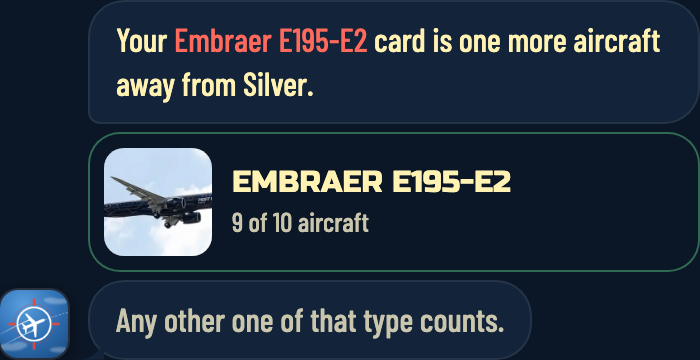 Your Embraer E195-E2 card is one more aircraft
away from Silver.
EMBRAER E195-E2
9 of 10 aircraft
Any other one of that type counts.